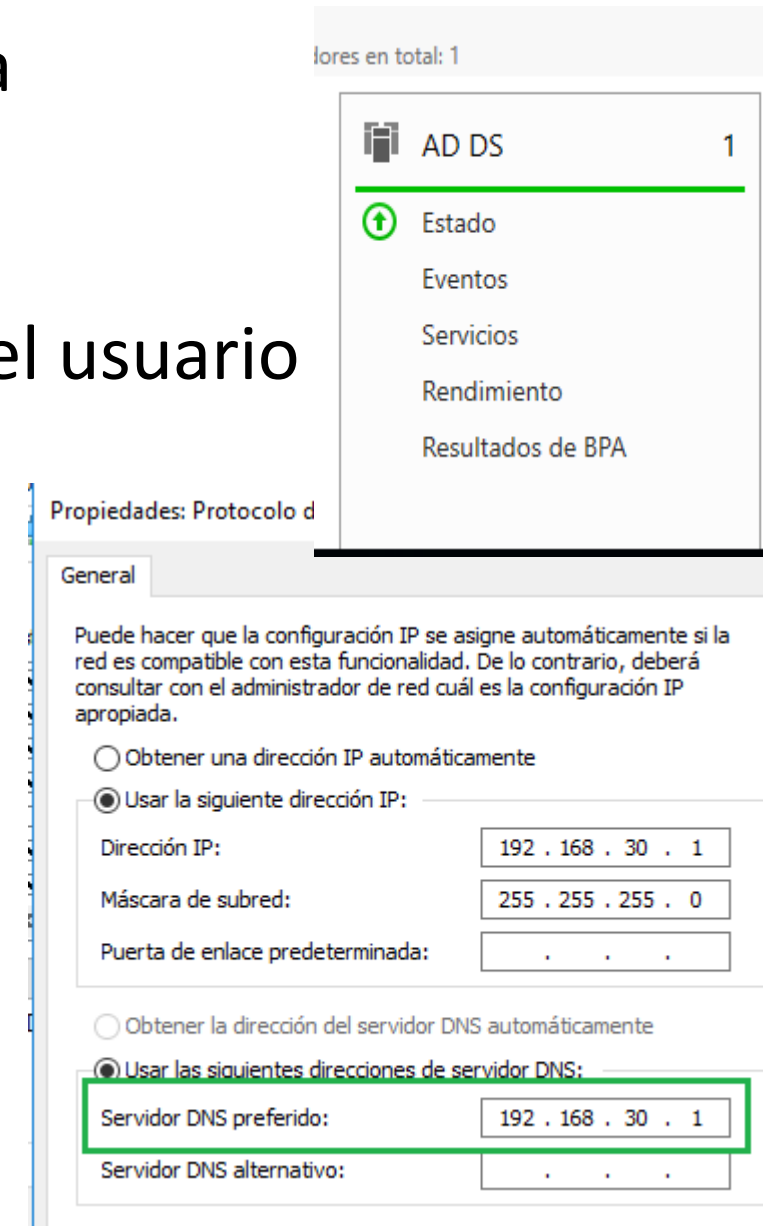 a
el usuario
dores en total: 1
AD DS 1
Estado
Eventos
Servicios
Rendimiento
Resultados de BPA
Propiedades: Protocolo d
General
Puede hacer que la configuración IP se asigne automáticamente si la
red es compatible con esta funcionalidad. De lo contrario, deberá
consultar con el administrador de red cuál es la configuración IP
apropiada.
Obtener una dirección IP automáticamente
Usar la siguiente dirección IP:
Dirección IP: 192 . 168 . 30 . 1
Máscara de subred: 255 . 255 . 255 . 0
Puerta de enlace predeterminada: . . .
Obtener la dirección del servidor DNS automáticamente
Usar las siguientes direcciones de servidor DNS:
Servidor DNS preferido: 192 . 168 . 30 . 1
Servidor DNS alternativo: . . .